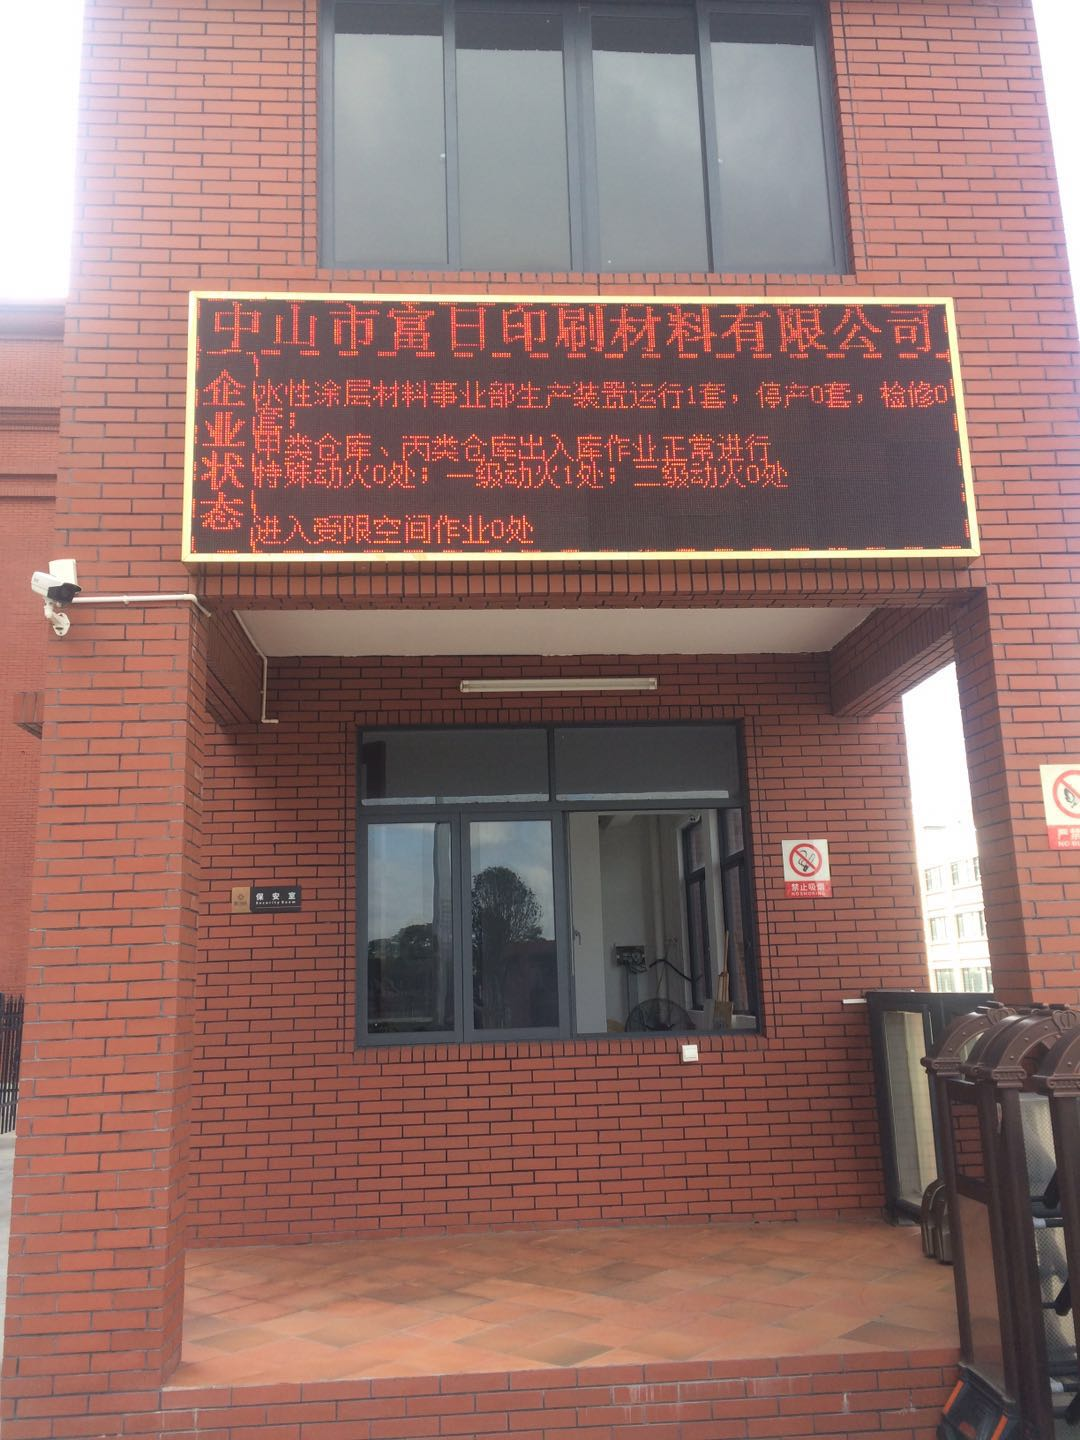 中山市富日印刷材料有限公司
企业状态
水性涂层材料事业部生产装置运行1套，停产0套，检修0
套；
甲类仓库、丙类仓库出入库作业正常进行
特殊动火0处；一级动火1处；二级动火0处
进入受限空间作业0处
保安室
Security Room
禁止吸烟
NO SMOKING
严禁
NO BU